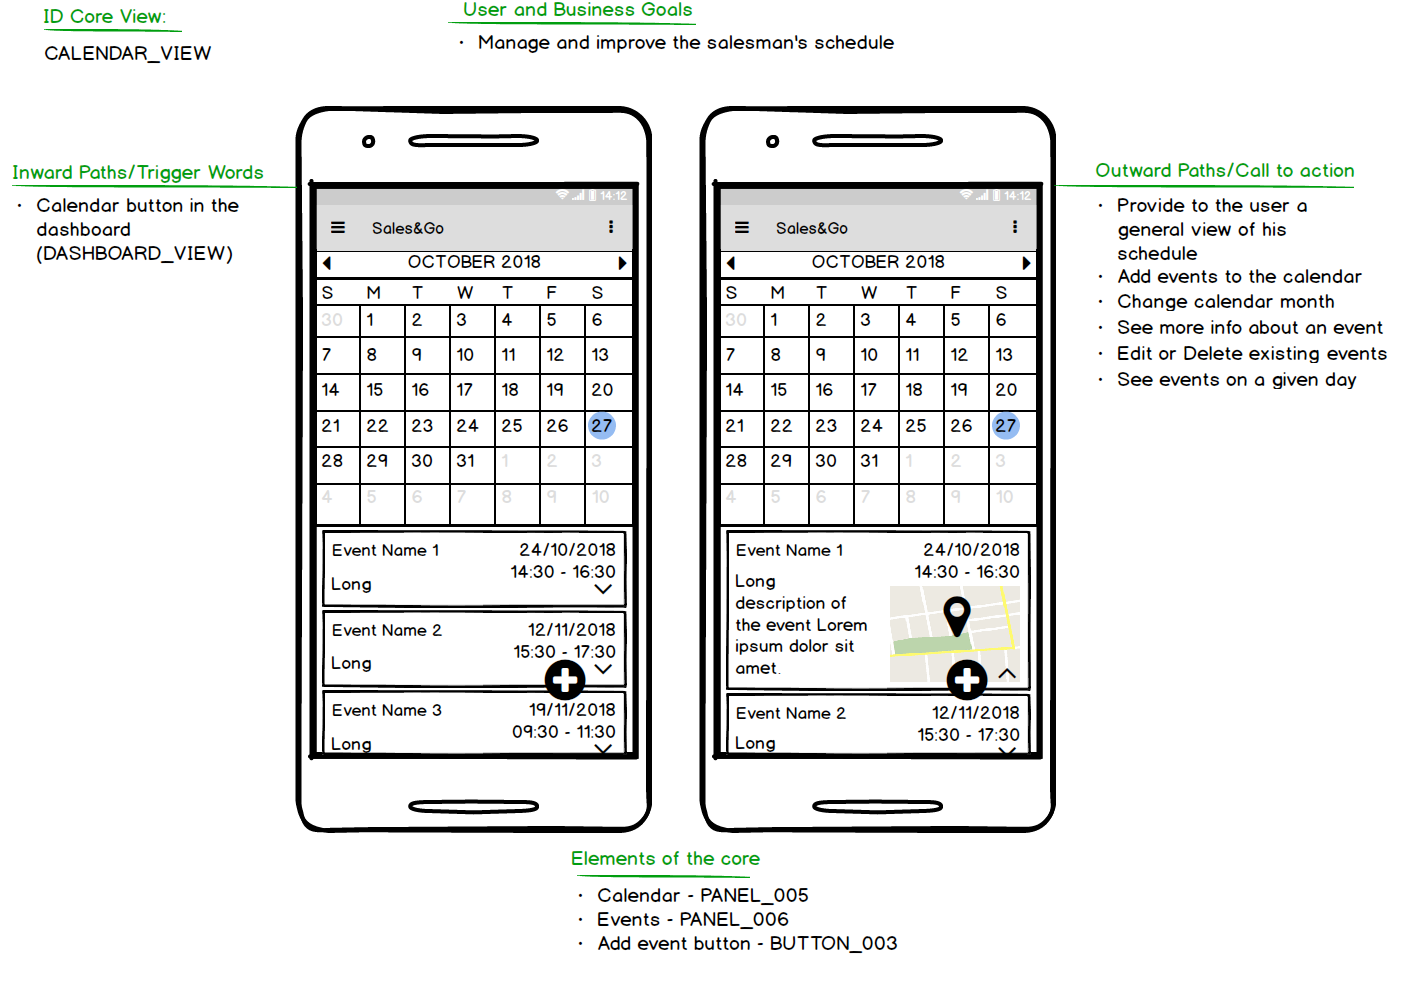 ID Core View:
CALENDAR_VIEW
User and Business Goals
· Manage and improve the salesman's schedule
Inward Paths/Trigger Words
· Calendar button in the
dashboard
(DASHBOARD_VIEW)
14:12
Sales&Go
OCTOBER 2018
S M T W T F S
30 1 2 3 4 5 6
7 8 9 10 11 12 13
14 15 16 17 18 19 20
21 22 23 24 25 26 27
28 29 30 31 1 2 3
4 5 6 7 8 9 10
Event Name 1 24/10/2018
14:30 - 16:30
Long
Event Name 2 12/11/2018
15:30 - 17:30
Long
Event Name 3 19/11/2018
09:30 - 11:30
Long
14:12
Sales&Go
OCTOBER 2018
S M T W T F S
30 1 2 3 4 5 6
7 8 9 10 11 12 13
14 15 16 17 18 19 20
21 22 23 24 25 26 27
28 29 30 31 1 2 3
4 5 6 7 8 9 10
Event Name 1 24/10/2018
14:30 - 16:30
Long
description of
the event Lorem
ipsum dolor sit
amet.
Event Name 2 12/11/2018
15:30 - 17:30
Long
Outward Paths/Call to action
· Provide to the user a
general view of his
schedule
· Add events to the calendar
· Change calendar month
· See more info about an event
· Edit or Delete existing events
· See events on a given day
Elements of the core
· Calendar - PANEL_005
· Events - PANEL_006
· Add event button - BUTTON_003